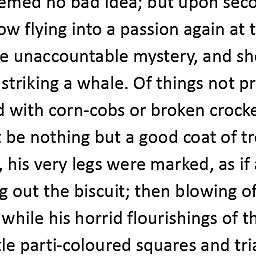 emed no bad idea; but upon seco
ow flying into a passion again at t
e unaccountable mystery, and sh
striking a whale. Of things not pr
d with corn-cobs or broken crocke
t be nothing but a good coat of tr
, his very legs were marked, as if a
g out the biscuit; then blowing of
while his horrid flourishings of th
tle parti-coloured squares and tria